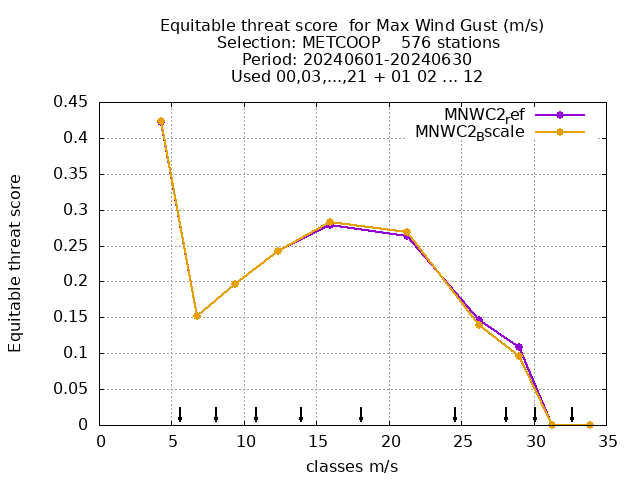 Equitable threat score  for Max Wind Gust (m/s)
Selection: METCOOP    576 stations
Period: 20240601-20240630
Used 00,03,...,21 + 01 02 ... 12
MNWC2ref
MNWC2Bscale
0.45
0.4
0.35
0.3
0.25
0.2
0.15
0.1
0.05
0
Equitable threat score
0 5 10 15 20 25 30 35
classes m/s